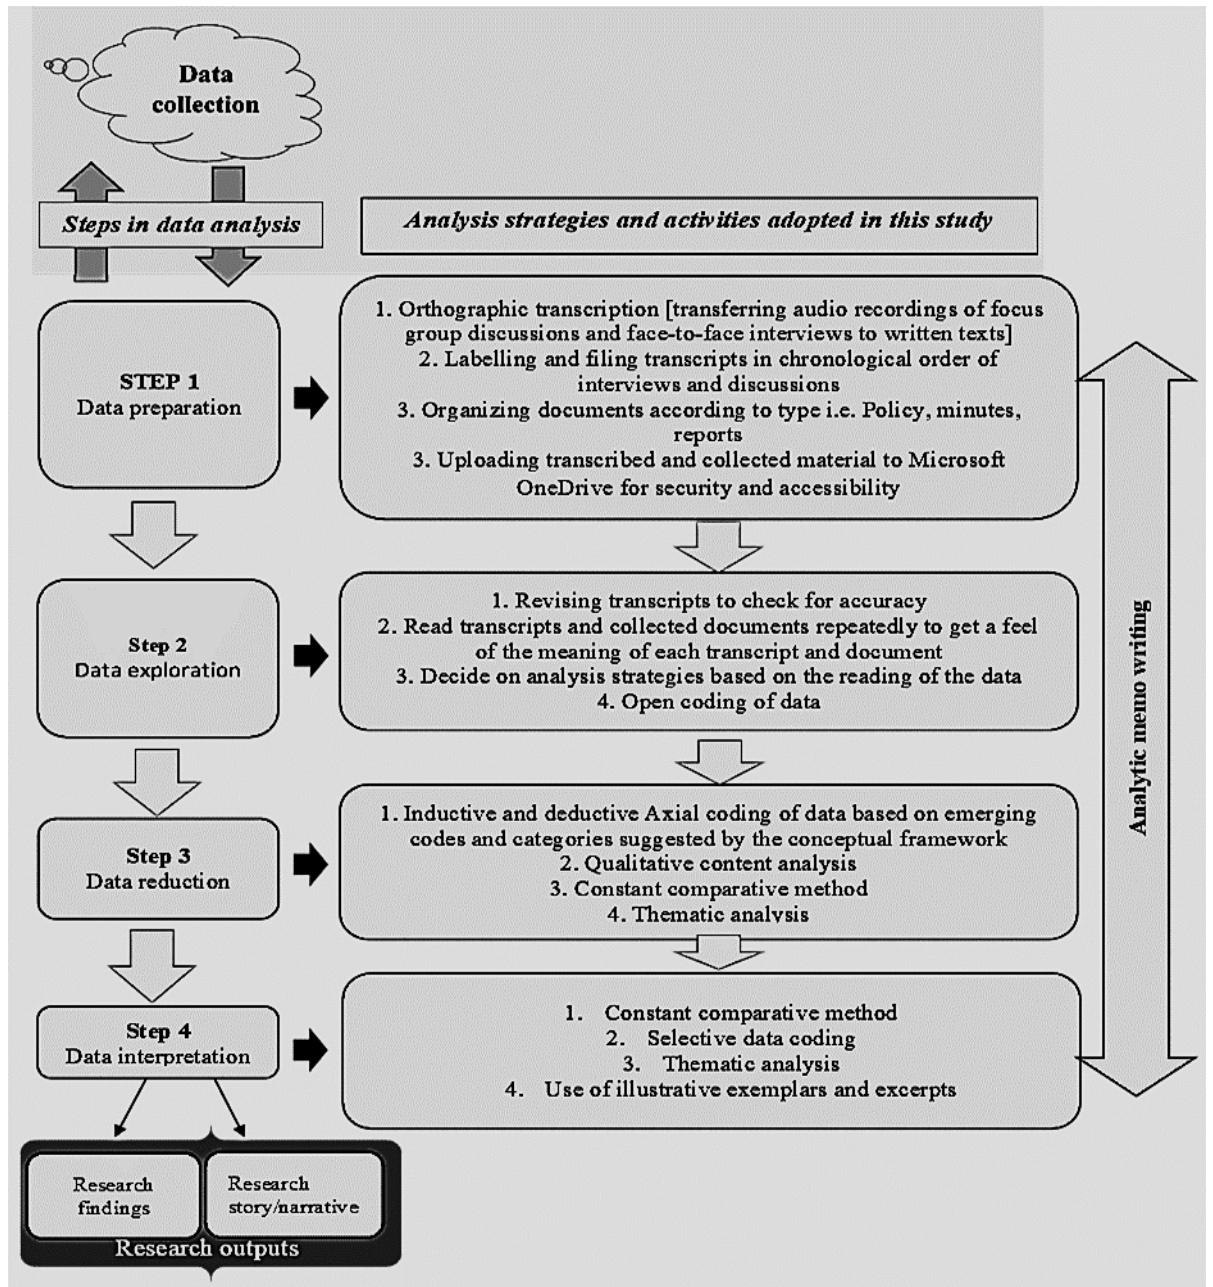 Data
collection
Steps in data analysis
Analysis strategies and activities adopted in this study
STEP 1
Data preparation
1. Orthographic transcription [transferring audio recordings of focus
group discussions and face-to-face interviews to written texts]
2. Labelling and filing transcripts in chronological order of
interviews and discussions
3. Organizing documents according to type i.e. Policy, minutes,
reports
3. Uploading transcribed and collected material to Microsoft
OneDrive for security and accessibility
Step 2
Data exploration
1. Revising transcripts to check for accuracy
2. Read transcripts and collected documents repeatedly to get a feel
of the meaning of each transcript and document
3. Decide on analysis strategies based on the reading of the data
4. Open coding of data
Step 3
Data reduction
1. Inductive and deductive Axial coding of data based on emerging
codes and categories suggested by the conceptual framework
2. Qualitative content analysis
3. Constant comparative method
4. Thematic analysis
Step 4
Data interpretation
1. Constant comparative method
2. Selective data coding
3. Thematic analysis
4. Use of illustrative exemplars and excerpts
Analytic memo writing
Research
findings
Research
story/narrative
Research outputs